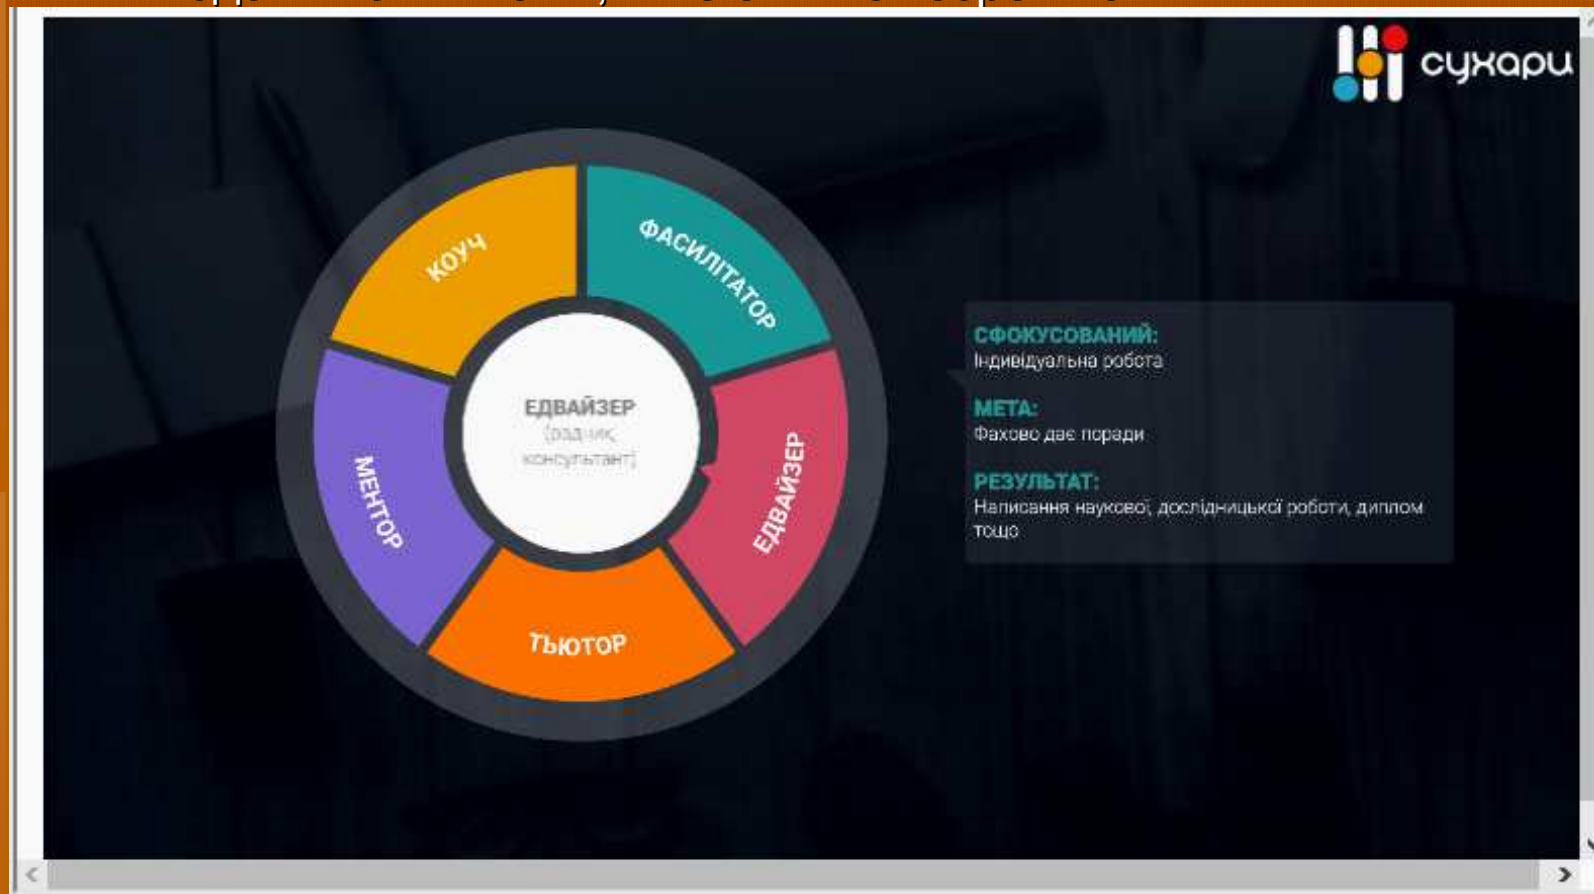 сухари
КОУЧ
ФАСИЛІТАТОР
МЕНТОР
ЕДВАЙЗЕР
ТЬЮТОР
ЕДВАЙЗЕР
(радник,
консультант)
СФОКУСОВАНИЙ:
Індивідуальна робота
МЕТА:
Фахово дає поради
РЕЗУЛЬТАТ:
Написання наукової, дослідницької роботи, диплом
тощо